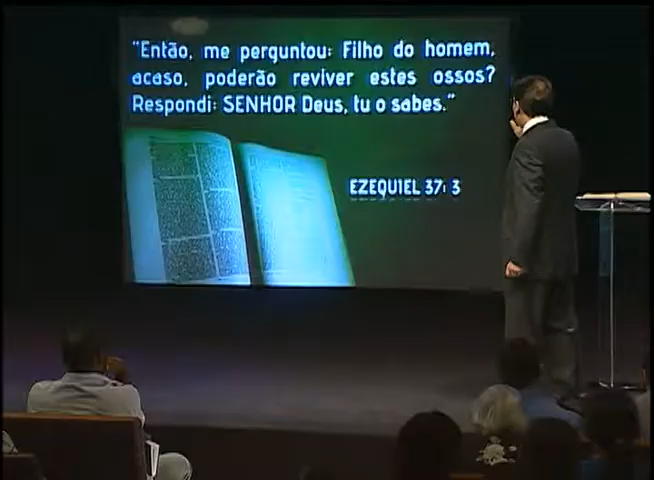 "Então, me perguntou: Filho do homem,
acaso, poderão reviver estes ossos?
Respondi: SENHOR Deus, tu o sabes."
EZEQUIEL 37: 3